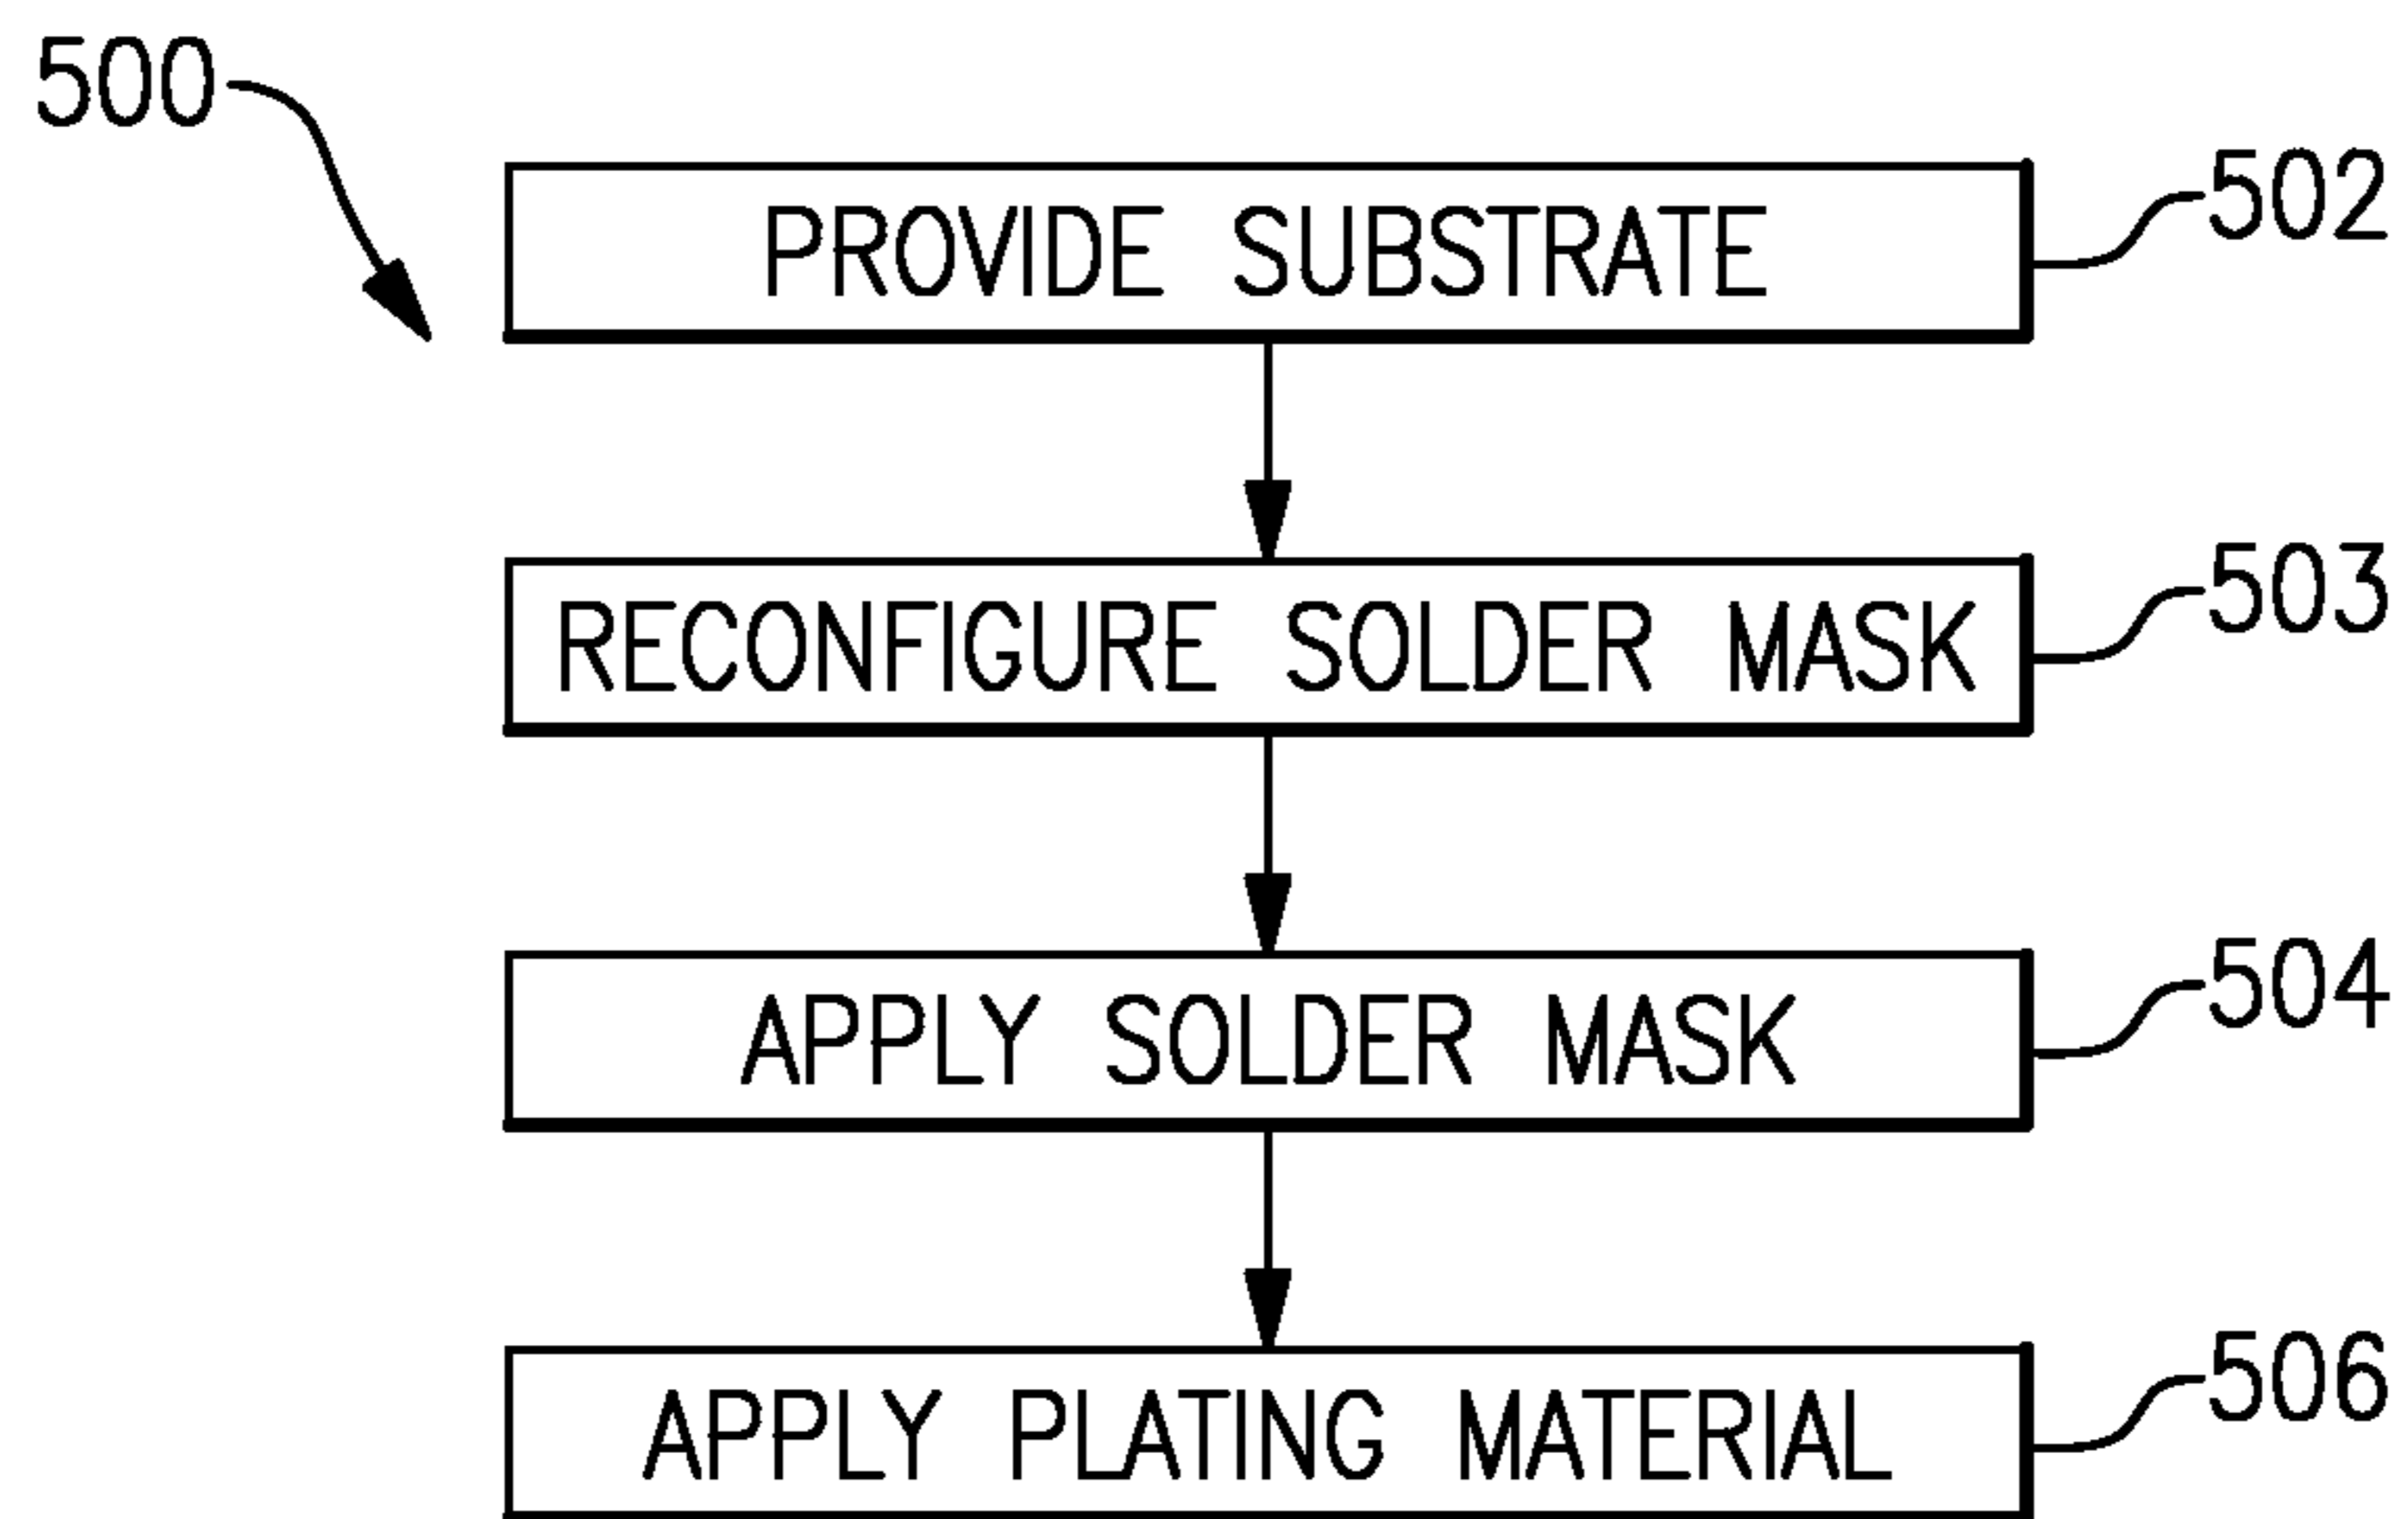 500
PROVIDE SUBSTRATE
502
RECONFIGURE SOLDER MASK
503
APPLY SOLDER MASK
504
APPLY PLATING MATERIAL
506